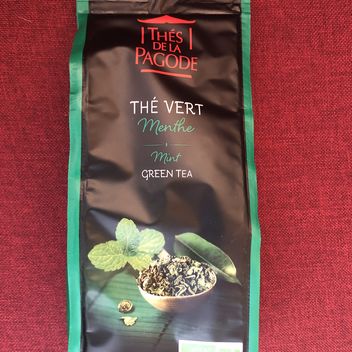 THÉS
DE LA
PAGODE
THÉ VERT
Menthe
Mint
GREEN TEA